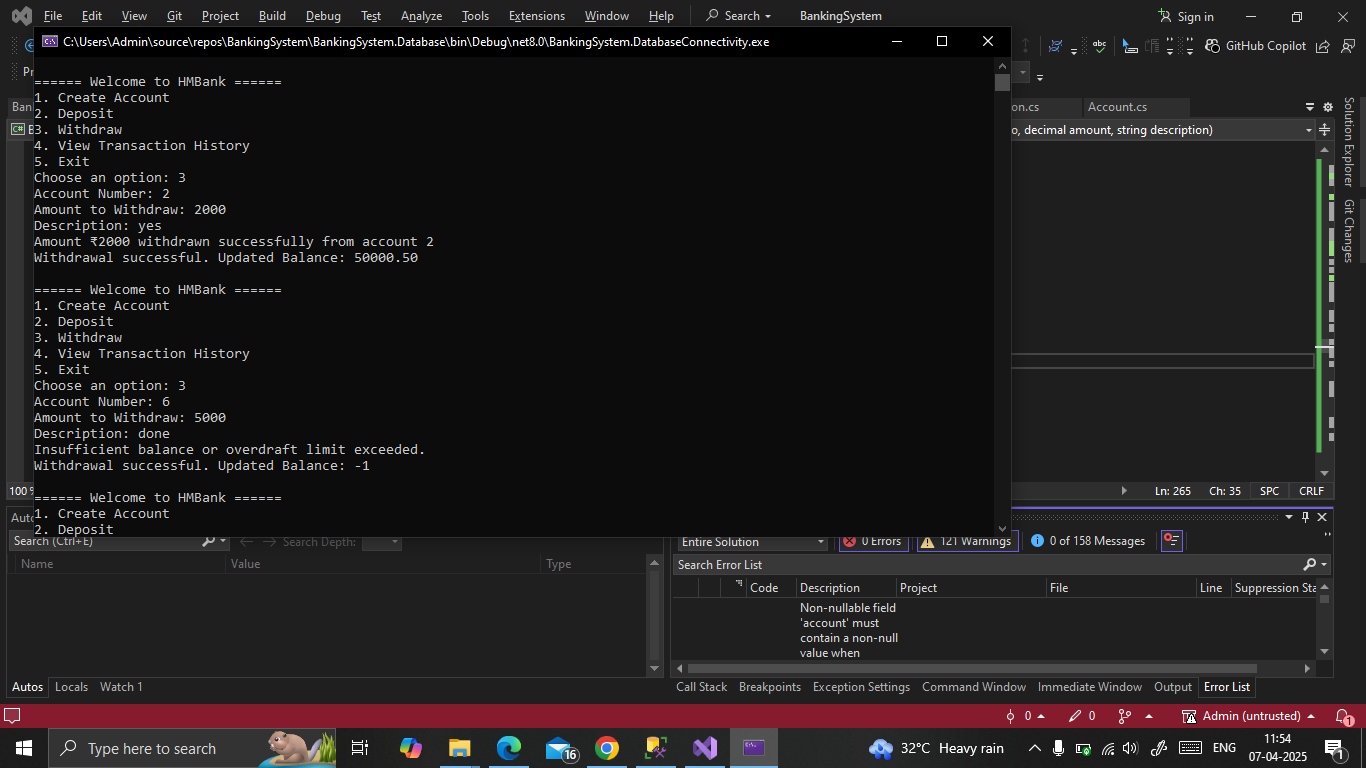 File Edit View Git Project Build Debug Test Analyze Tools Extensions Window Help Search BankingSystem Sign in
C:\Users\Admin\source\repos\BankingSystem\BankingSystem.Database\bin\Debug\net8.0\BankingSystem.DatabaseConnectivity.exe
GitHub Copilot
Account.cs
o, decimal amount, string description)
Solution Explorer
Git Changes
====== Welcome to HMBank ======
1. Create Account
2. Deposit
3. Withdraw
4. View Transaction History
5. Exit
Choose an option: 3
Account Number: 2
Amount to Withdraw: 2000
Description: yes
Amount ₹2000 withdrawn successfully from account 2
Withdrawal successful. Updated Balance: 50000.50
====== Welcome to HMBank ======
1. Create Account
2. Deposit
3. Withdraw
4. View Transaction History
5. Exit
Choose an option: 3
Account Number: 6
Amount to Withdraw: 5000
Description: done
Insufficient balance or overdraft limit exceeded.
Withdrawal successful. Updated Balance: -1
====== Welcome to HMBank ======
1. Create Account
2. Deposit
100 %
Ln: 265 Ch: 35 SPC CRLF
Search (Ctrl+E) Search Depth:
Name Value Type
Entire Solution 0 Errors 121 Warnings 0 of 158 Messages
Search Error List
Code Description Project File Line Suppression Sta
Non-nullable field
'account' must
contain a non-null
value when
Autos Locals Watch 1
Call Stack Breakpoints Exception Settings Command Window Immediate Window Output Error List
0 0 Admin (untrusted) 1
Type here to search 16 32°C Heavy rain ENG 11:54
07-04-2025 1